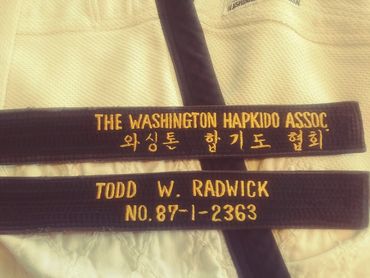 THE WASHINGTON HAPKIDO ASSOC.
와싱톤 합기도 협회
TODD W. RADWICK
NO. 87-1-2363